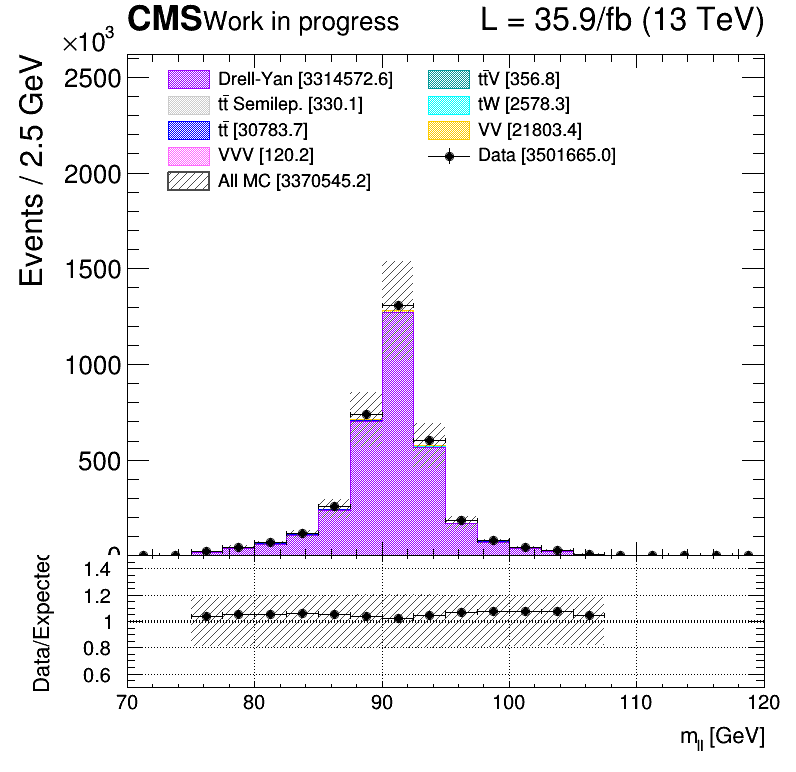 CMS Work in progress L = 35.9/fb (13 TeV)
×10³
Events / 2.5 GeV
2500
2000
1500
1000
500
0
Drell-Yan [3314572.6]
tt̄ Semilep. [330.1]
tt̄ [30783.7]
VVV [120.2]
All MC [3370545.2]
tt̄V [356.8]
tW [2578.3]
VV [21803.4]
Data [3501665.0]
Data/Expected
1.4
1.2
1
0.8
0.6
70 80 90 100 110 120
m_ll [GeV]